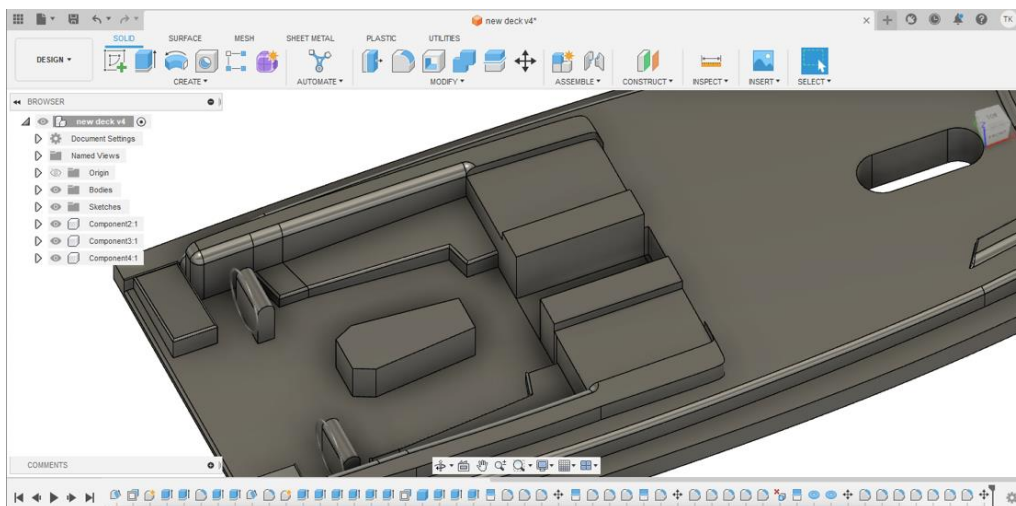 new deck v4*
TK
SOLID SURFACE MESH SHEET METAL PLASTIC UTILITIES
DESIGN
CREATE AUTOMATE MODIFY ASSEMBLE CONSTRUCT INSPECT INSERT SELECT
BROWSER
new deck v4
Document Settings
Named Views
Origin
Bodies
Sketches
Component2:1
Component3:1
Component4:1
Z
COMMENTS